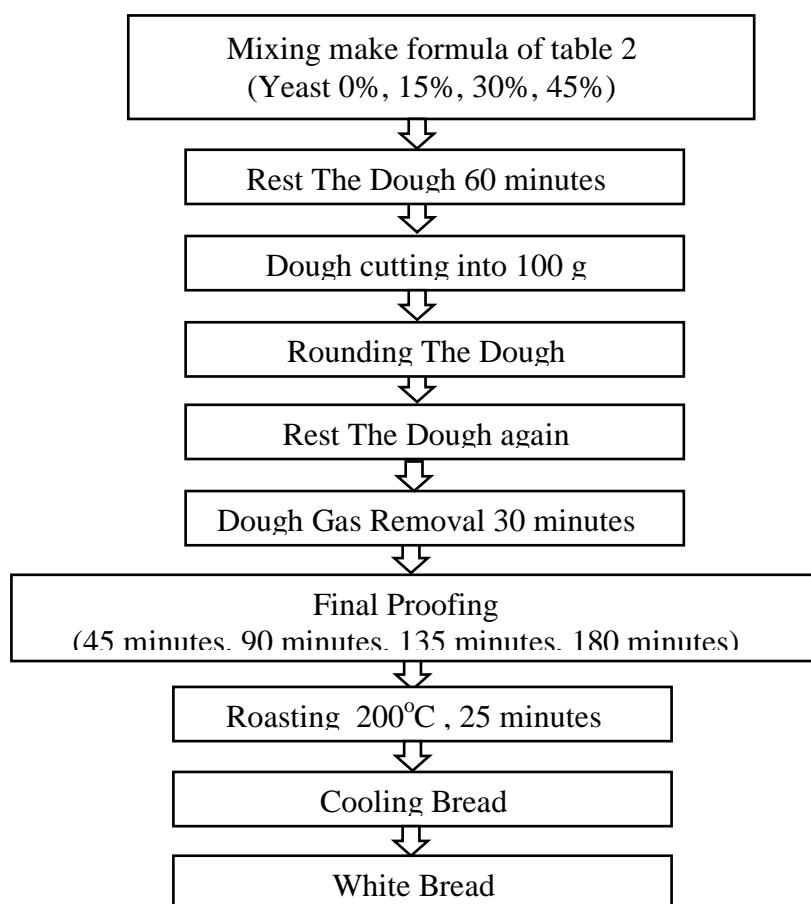 Mixing make formula of table 2
(Yeast 0%, 15%, 30%, 45%)
Rest The Dough 60 minutes
Dough cutting into 100 g
Rounding The Dough
Rest The Dough again
Dough Gas Removal 30 minutes
Final Proofing
(45 minutes, 90 minutes, 135 minutes, 180 minutes)
Roasting 200°C , 25 minutes
Cooling Bread
White Bread